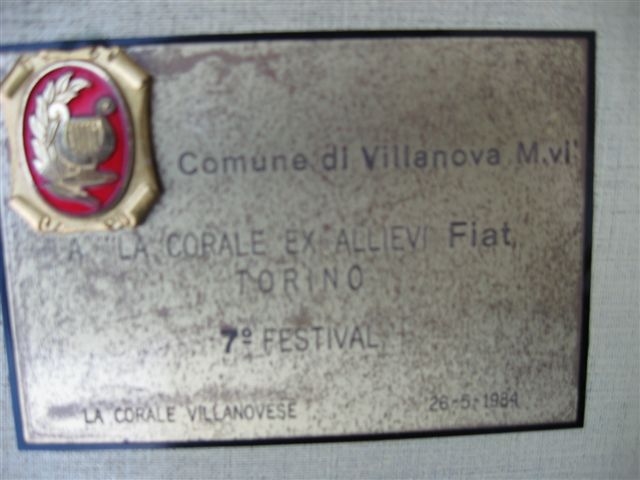 Comune di Villanova M.vi'
A "LA CORALE EX ALLIEVI Fiat,
TORINO
7º FESTIVAL
LA CORALE VILLANOVESE 26-5-1984